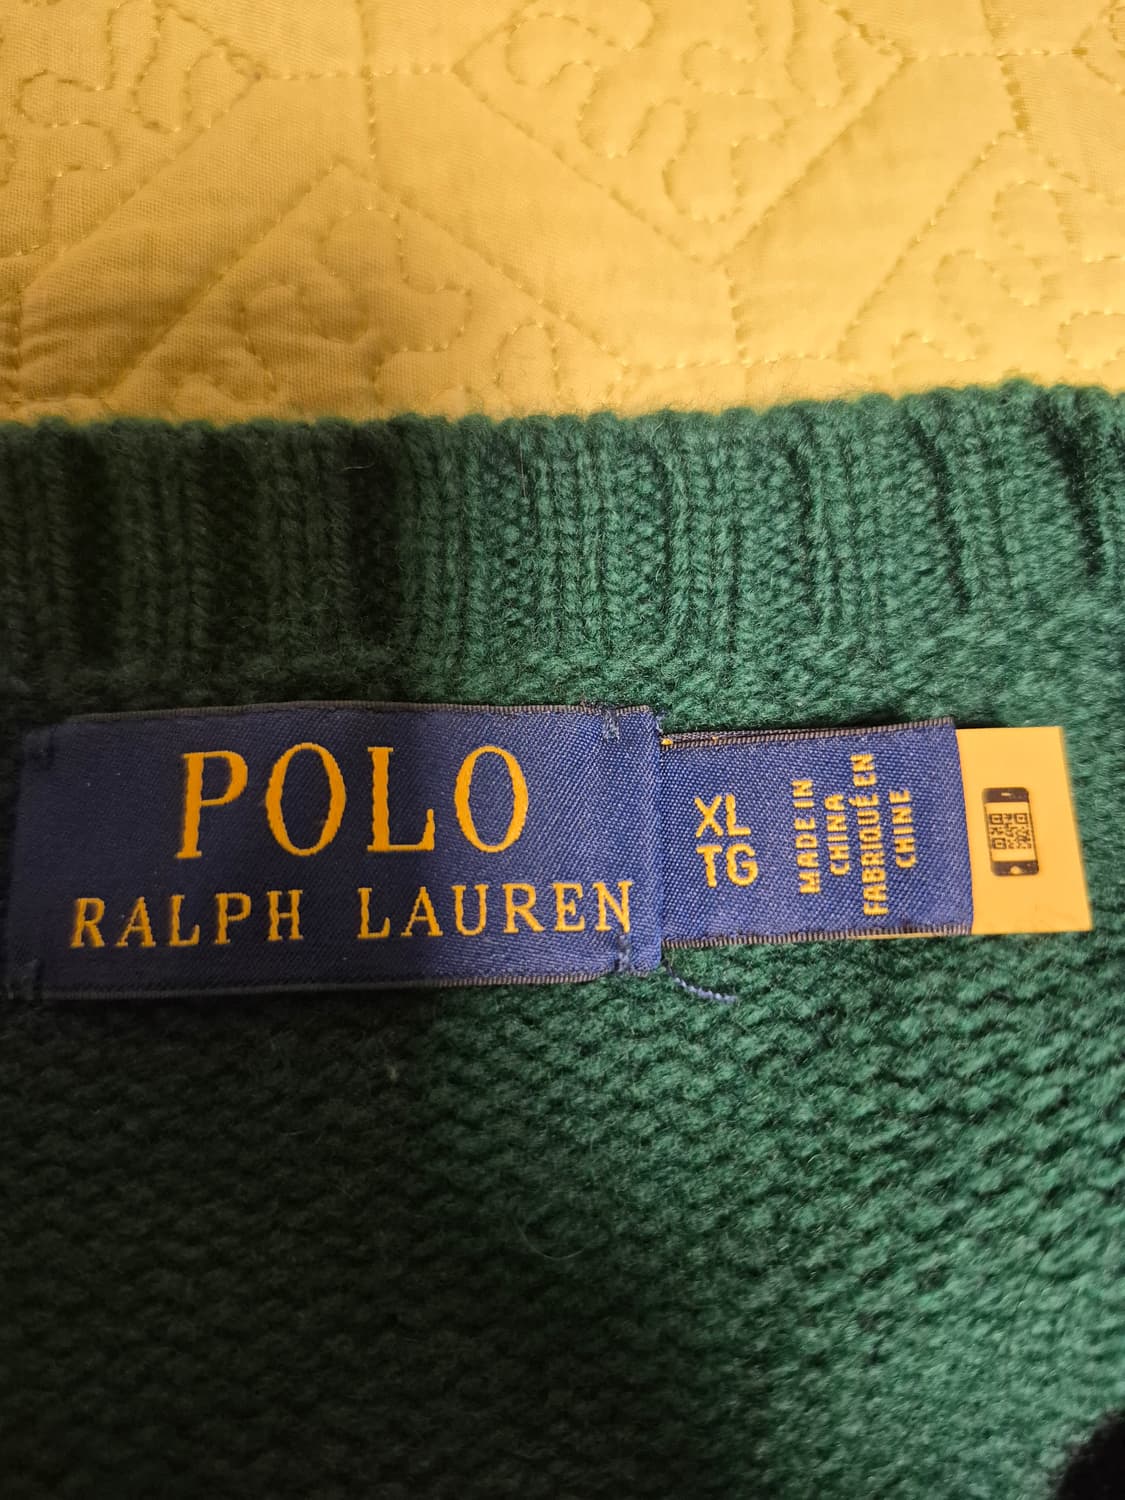 POLO
RALPH LAUREN
XL
TG
MADE IN
CHINA
FABRIQUÉ EN
CHINE